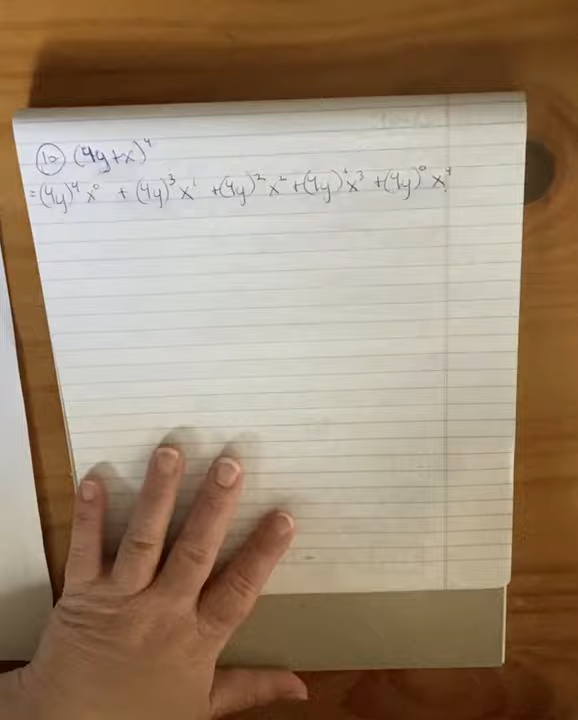 10 (4y+x)⁴
=(4y)⁴x⁰ + (4y)³x¹ +(4y)²x² +(4y)¹x³ +(4y)⁰x⁴